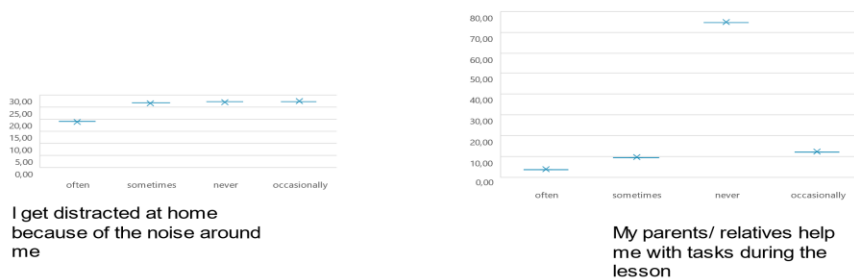 30,00
25,00
20,00
15,00
10,00
5,00
0,00
often sometimes never occasionally
I get distracted at home
because of the noise around
me
80,00
70,00
60,00
50,00
40,00
30,00
20,00
10,00
0,00
often sometimes never occasionally
My parents/ relatives help
me with tasks during the
lesson